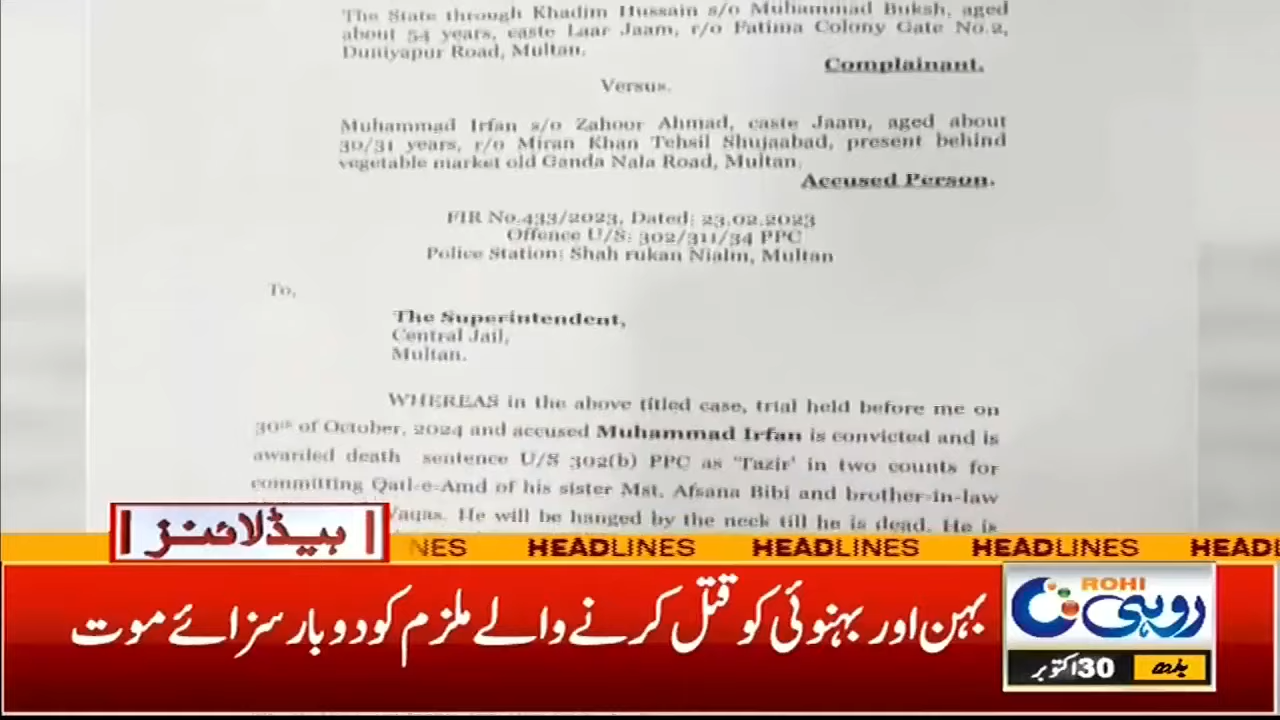 The State through Khadim Hussain s/o Muhammad Buksh, aged
about 54 years, caste Laar Jaam, r/o Fatima Colony Gate No.2,
Duniyapur Road, Multan.
Complainant.
Versus.
Muhammad Irfan s/o Zahoor Ahmad, caste Jaam, aged about
30/31 years, r/o Miran Khan Tehsil Shujaabad, present behind
vegetable market old Ganda Nala Road, Multan.
Accused Person.
FIR No.433/2023, Dated: 23.02.2023
Offence U/S: 302/311/34 PPC
Police Station: Shah rukan Nialm, Multan
To,
The Superintendent,
Central Jail,
Multan.
WHEREAS in the above titled case, trial held before me on
30th of October, 2024 and accused Muhammad Irfan is convicted and is
awarded death sentence U/S 302(b) PPC as 'Tazir' in two counts for
committing Qatl-e-Amd of his sister Mst. Afsana Bibi and brother-in-law
He will be hanged by the neck till he is dead. He is
ہیڈلائنز
NES HEADLINES HEADLINES HEADLINES HEADL
بہن اور بہنوئی کو قتل کرنے والے ملزم کو دو بار سزائے موت
ROHI
روہی
بدھ 30 اکتوبر